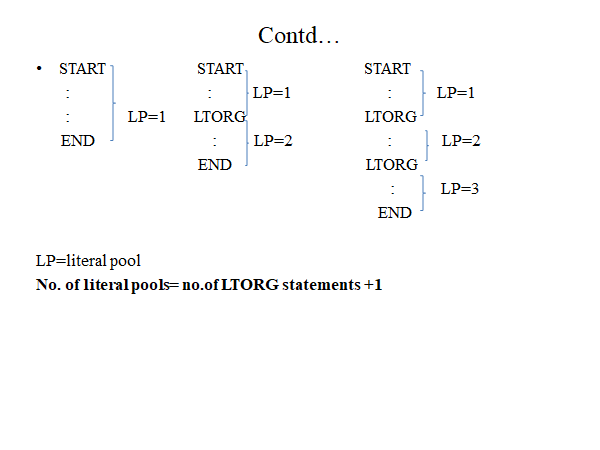 Contd…
• START START START
: : LP=1 : LP=1
: LP=1 LTORG LTORG
END : LP=2 : LP=2
END LTORG
: LP=3
END
LP=literal pool
No. of literal pools= no.of LTORG statements +1